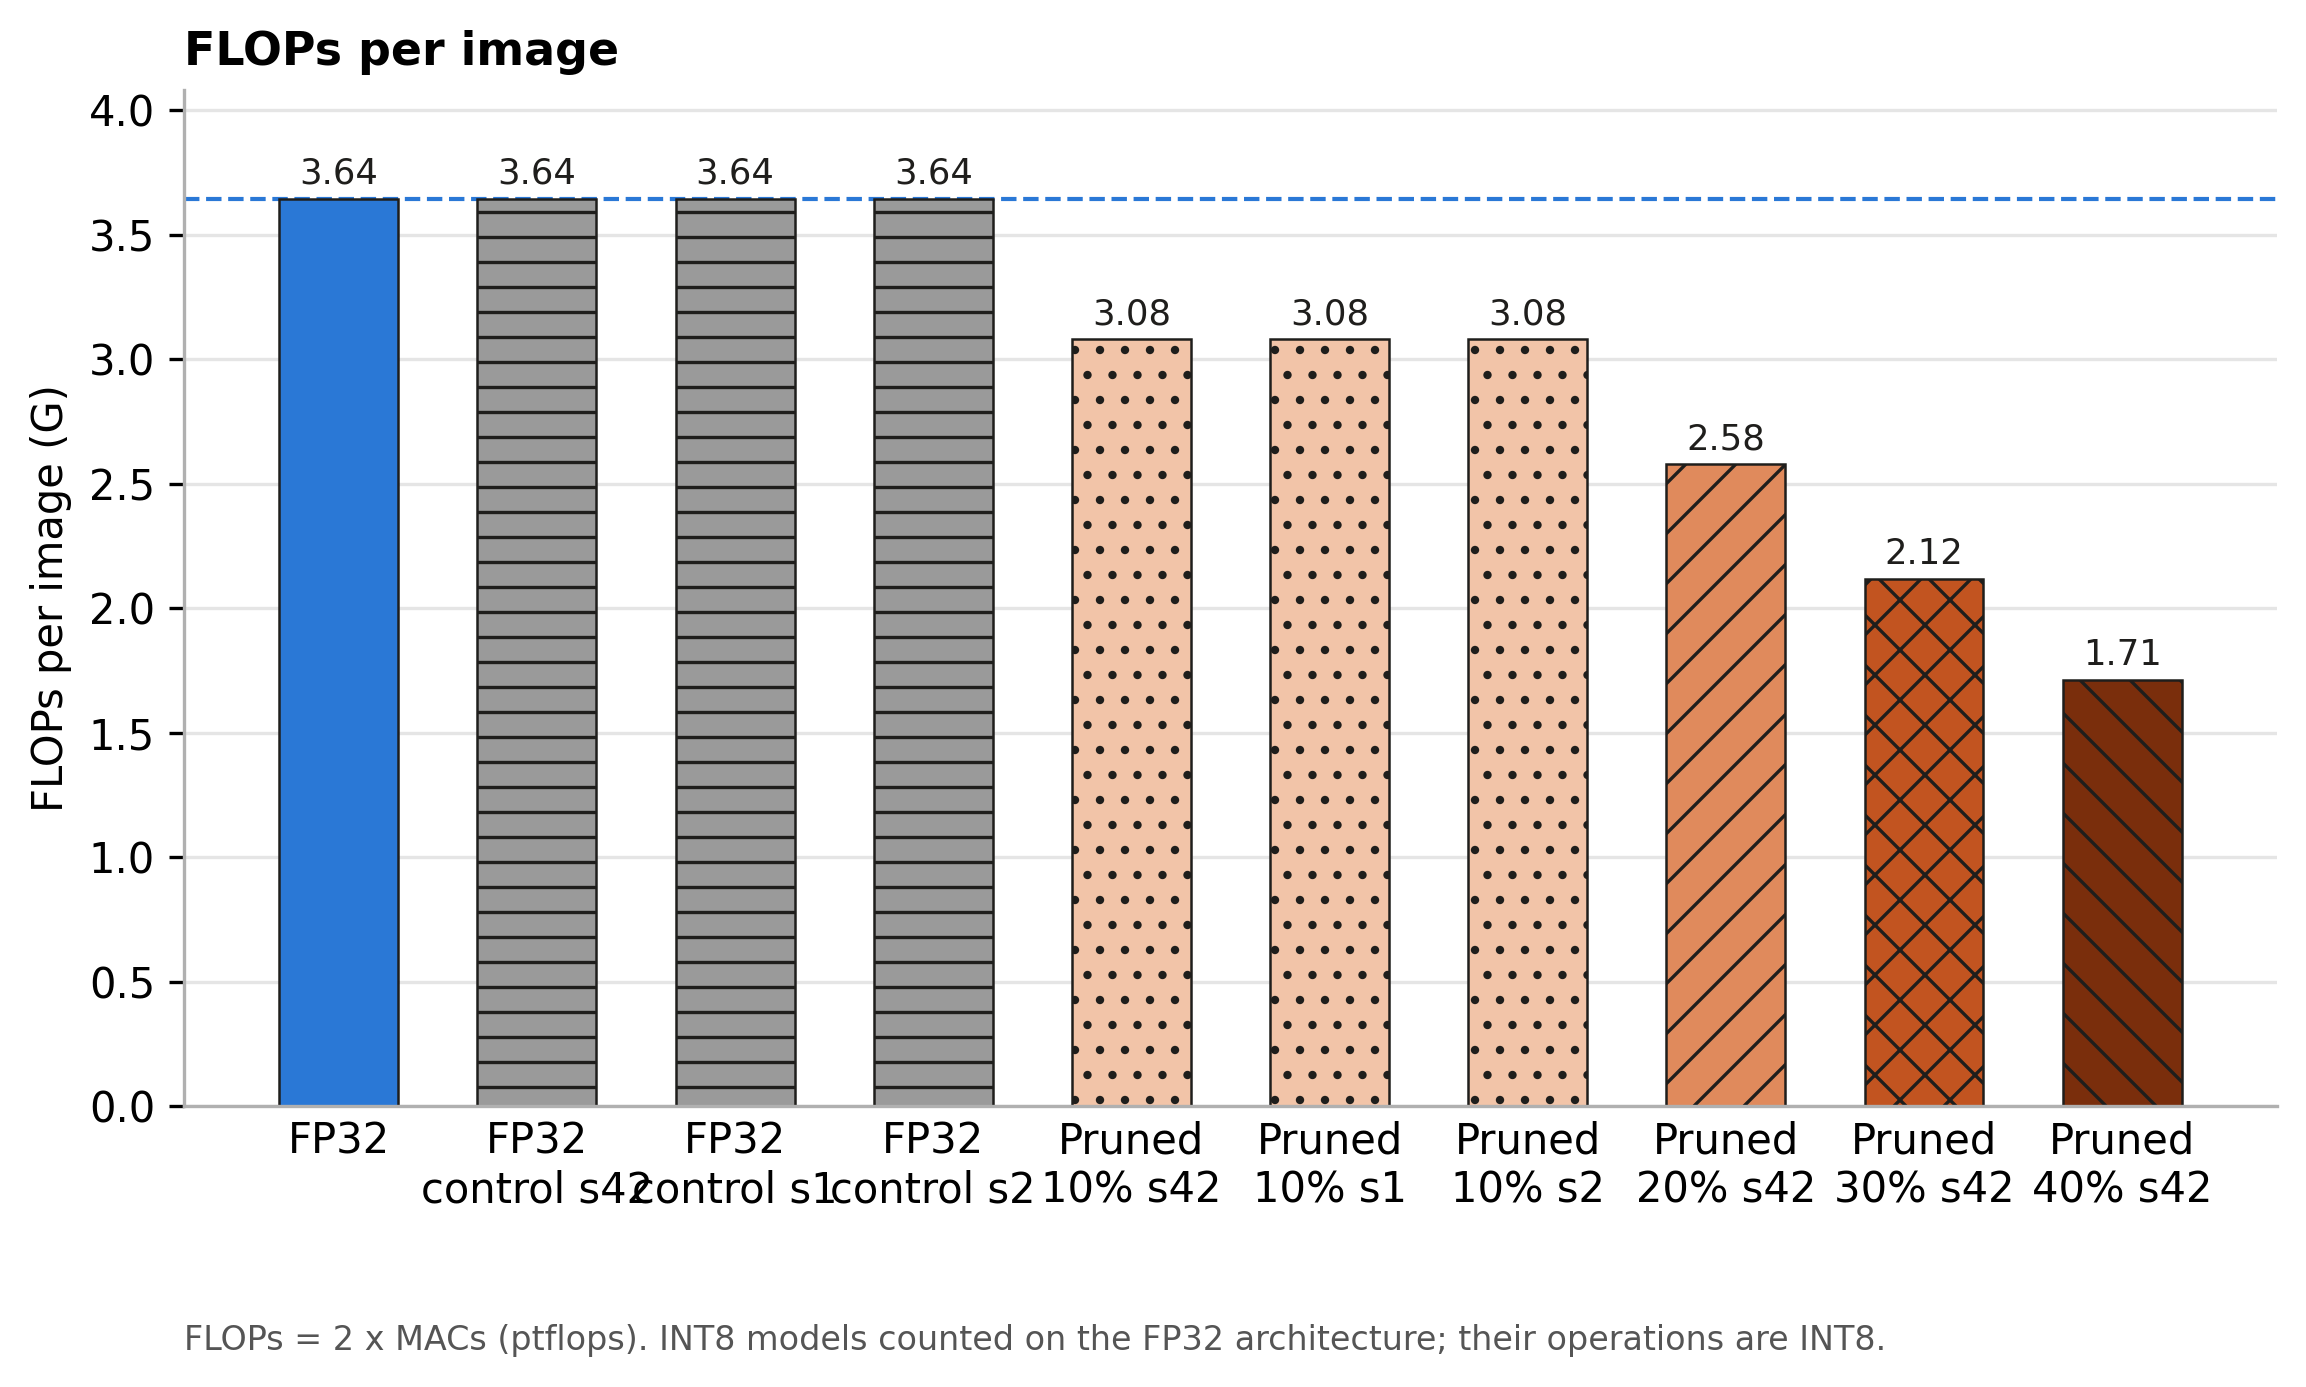 FLOPs per image
FLOPs per image (G)
4.0
3.5
3.0
2.5
2.0
1.5
1.0
0.5
0.0
3.64
3.64
3.64
3.64
3.08
3.08
3.08
2.58
2.12
1.71
FP32
FP32
control s42
FP32
control s1
FP32
control s2
Pruned
10% s42
Pruned
10% s1
Pruned
10% s2
Pruned
20% s42
Pruned
30% s42
Pruned
40% s42
FLOPs = 2 x MACs (ptflops). INT8 models counted on the FP32 architecture; their operations are INT8.